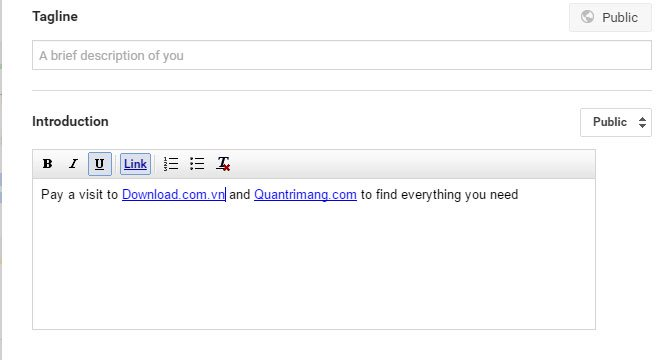 Tagline
Public
A brief description of you
Introduction
Public
B I U Link
Pay a visit to Download.com.vn and Quantrimang.com to find everything you need